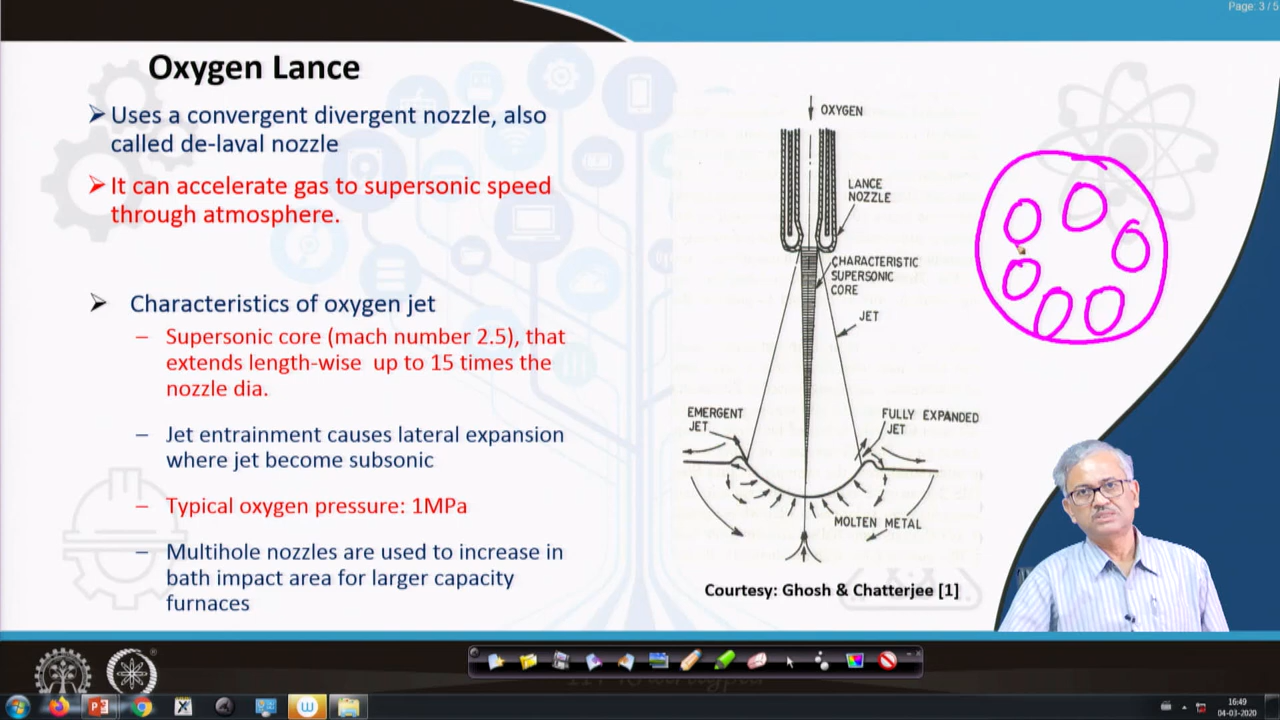 Page: 3 / 5
Oxygen Lance
Uses a convergent divergent nozzle, also
called de-laval nozzle
It can accelerate gas to supersonic speed
through atmosphere.
Characteristics of oxygen jet
– Supersonic core (mach number 2.5), that
extends length-wise up to 15 times the
nozzle dia.
– Jet entrainment causes lateral expansion
where jet become subsonic
– Typical oxygen pressure: 1MPa
– Multihole nozzles are used to increase in
bath impact area for larger capacity
furnaces
OXYGEN
LANCE
NOZZLE
CHARACTERISTIC
SUPERSONIC
CORE
JET
EMERGENT
JET
FULLY EXPANDED
JET
MOLTEN METAL
Courtesy: Ghosh & Chatterjee [1]
16:49
04-03-2020